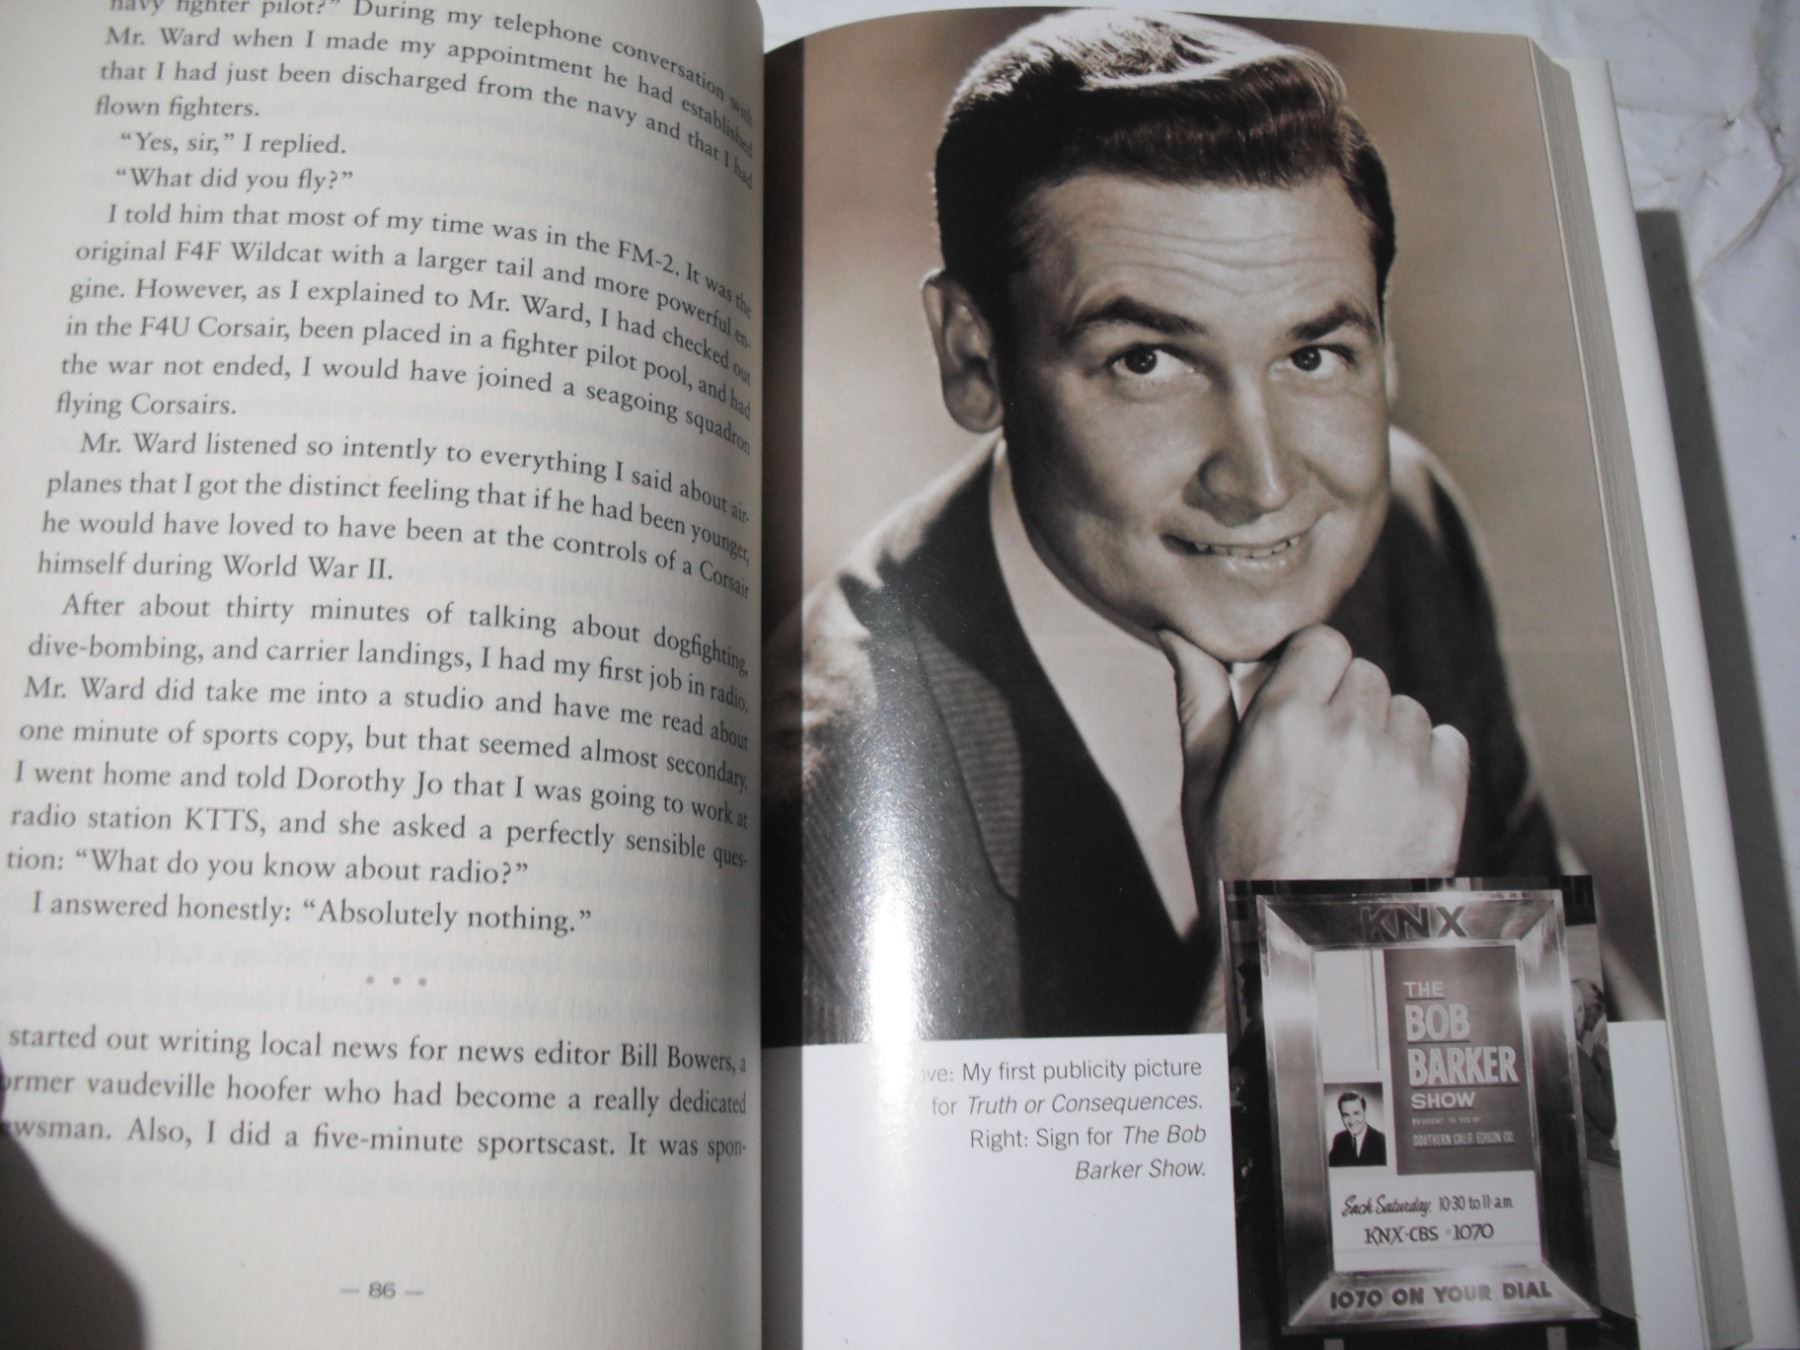 navy fighter pilot?” During my telephone conversation with
Mr. Ward when I made my appointment he had established
that I had just been discharged from the navy and that I had
flown fighters.
“Yes, sir,” I replied.
“What did you fly?”
I told him that most of my time was in the FM-2. It was the
original F4F Wildcat with a larger tail and more powerful en-
gine. However, as I explained to Mr. Ward, I had checked out
in the F4U Corsair, been placed in a fighter pilot pool, and had
the war not ended, I would have joined a seagoing squadron
flying Corsairs.
Mr. Ward listened so intently to everything I said about air-
planes that I got the distinct feeling that if he had been younger,
he would have loved to have been at the controls of a Corsair
himself during World War II.
After about thirty minutes of talking about dogfighting,
dive-bombing, and carrier landings, I had my first job in radio.
Mr. Ward did take me into a studio and have me read about
one minute of sports copy, but that seemed almost secondary.
I went home and told Dorothy Jo that I was going to work at
radio station KTTS, and she asked a perfectly sensible ques-
tion: “What do you know about radio?”
I answered honestly: “Absolutely nothing.”
• • •
started out writing local news for news editor Bill Bowers, a
ormer vaudeville hoofer who had become a really dedicated
wsman. Also, I did a five-minute sportscast. It was spon-
— 86 —
ove: My first publicity picture
for Truth or Consequences.
Right: Sign for The Bob
Barker Show.
KNX
THE
BOB
BARKER
SHOW
BROUGHT TO YOU BY
SOUTHERN CALIF. EDISON CO.
Each Saturday, 10:30 to 11 a.m.
KNX-CBS • 1070
1070 ON YOUR DIAL